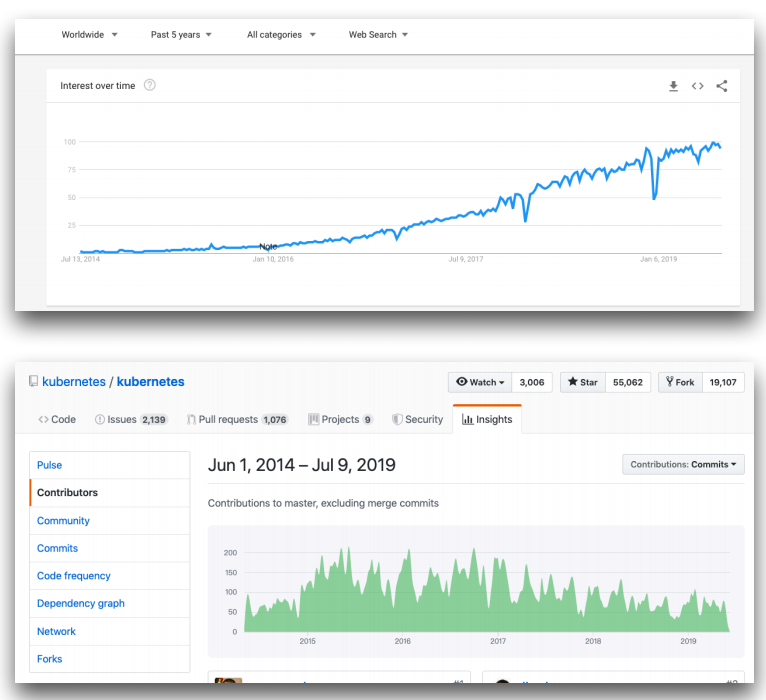 Worldwide Past 5 years All categories Web Search
Interest over time ?
100
75
50
25
Note
Jul 13, 2014 Jan 10, 2016 Jul 9, 2017 Jan 6, 2019
kubernetes / kubernetes Watch 3,006 Star 55,062 Fork 19,107
Code Issues 2,139 Pull requests 1,076 Projects 9 Security Insights
Pulse
Contributors
Community
Commits
Code frequency
Dependency graph
Network
Forks
Jun 1, 2014 – Jul 9, 2019 Contributions: Commits
Contributions to master, excluding merge commits
200
150
100
50
0
2015 2016 2017 2018 2019